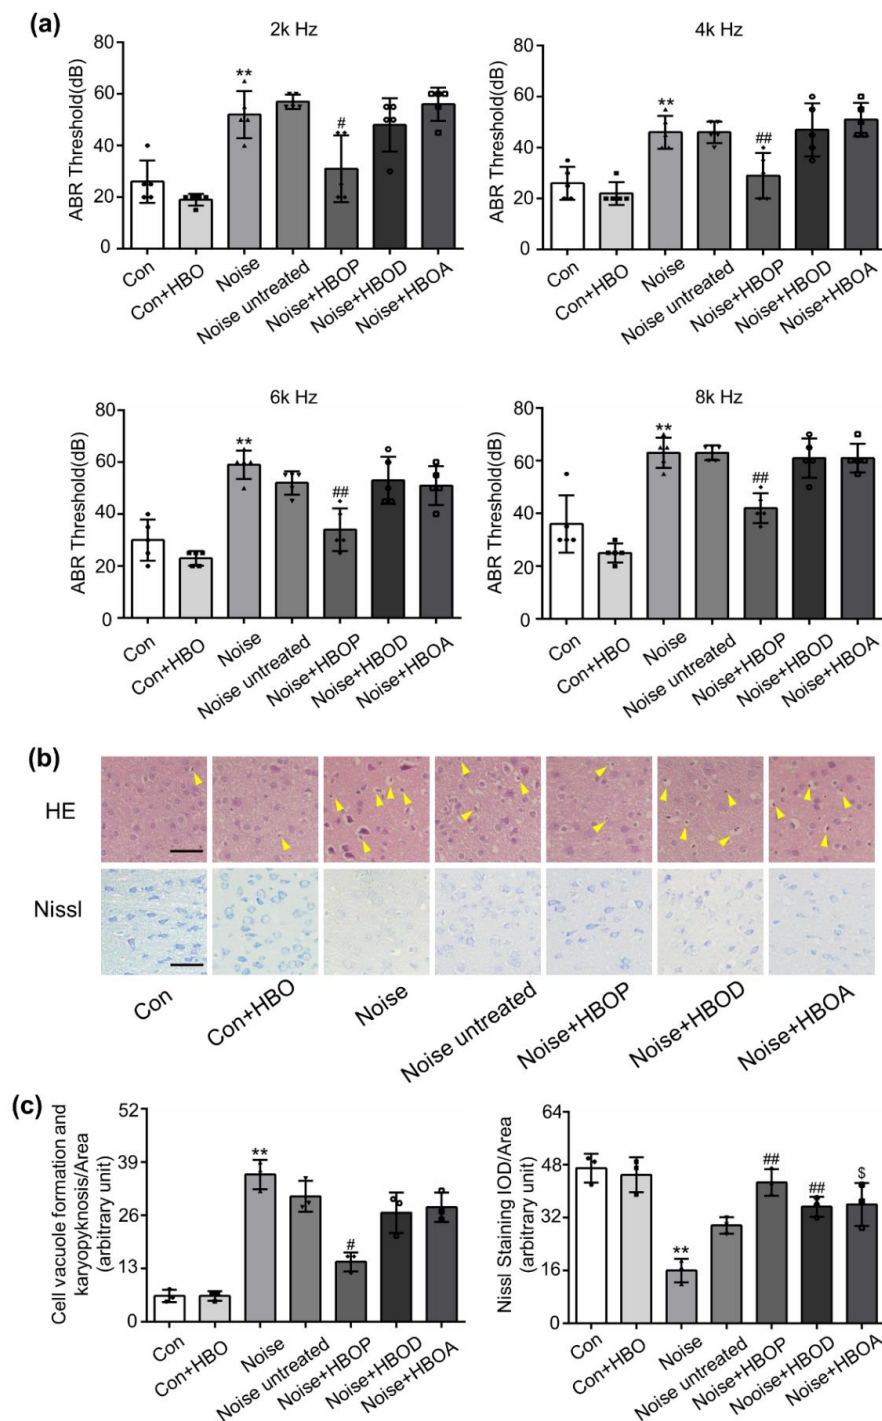 (a)
2k Hz
ABR Threshold(dB)
80
60
40
20
0
**
#
Con
Con+HBO
Noise
Noise untreated
Noise+HBOP
Noise+HBOD
Noise+HBOA
4k Hz
ABR Threshold(dB)
80
60
40
20
0
**
##
Con
Con+HBO
Noise
Noise untreated
Noise+HBOP
Noise+HBOD
Noise+HBOA
6k Hz
ABR Threshold(dB)
80
60
40
20
0
**
##
Con
Con+HBO
Noise
Noise untreated
Noise+HBOP
Noise+HBOD
Noise+HBOA
8k Hz
ABR Threshold(dB)
80
60
40
20
0
**
##
Con
Con+HBO
Noise
Noise untreated
Noise+HBOP
Noise+HBOD
Noise+HBOA
(b)
HE
Nissl
Con
Con+HBO
Noise
Noise untreated
Noise+HBOP
Noise+HBOD
Noise+HBOA
(c)
Cell vacuole formation and
karyopyknosis/Area
(arbitrary unit)
52
39
26
13
0
**
#
Con
Con+HBO
Noise
Noise untreated
Noise+HBOP
Noise+HBOD
Noise+HBOA
Nissl Staining IOD/Area
(arbitrary unit)
64
48
32
16
0
**
##
##
$
Con
Con+HBO
Noise
Noise untreated
Noise+HBOP
Nooise+HBOD
Noise+HBOA